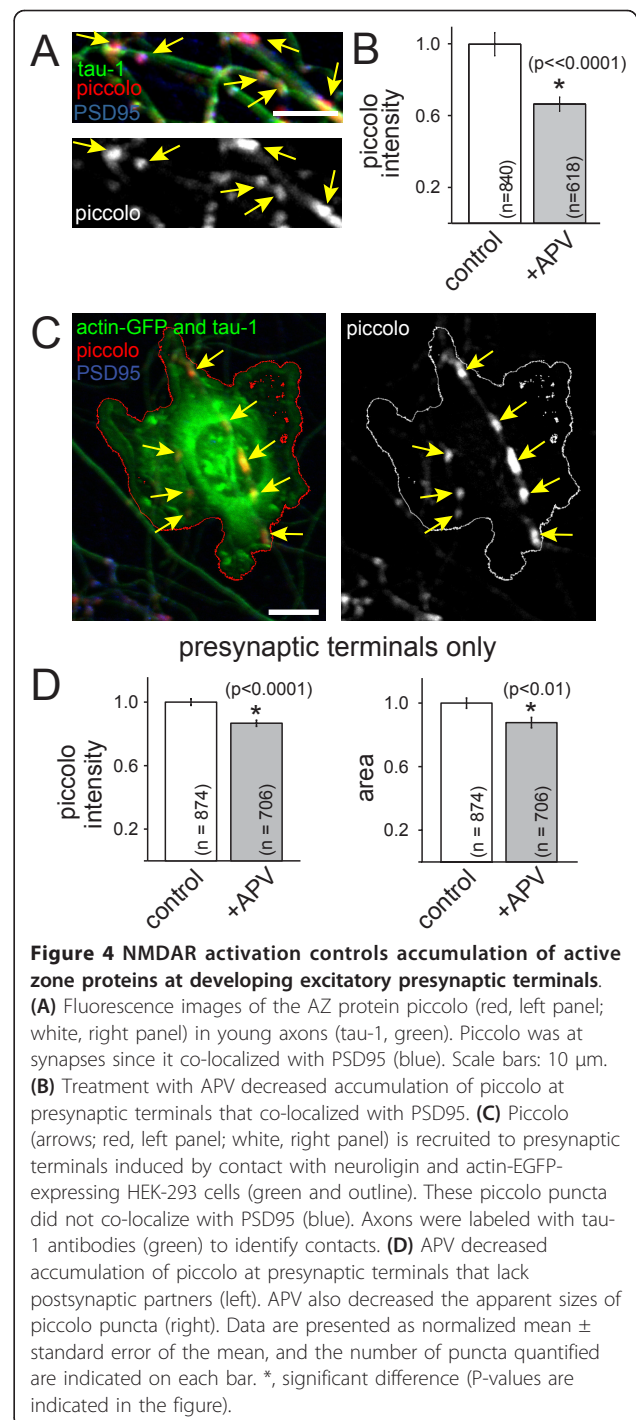 A
tau-1
piccolo
PSD95
piccolo
B
piccolo
intensity
1.0
0.6
0.2
(p<<0.0001)
*
(n=840)
(n=618)
control
+APV
C
actin-GFP and tau-1
piccolo
PSD95
piccolo
presynaptic terminals only
D
piccolo
intensity
1.0
0.6
0.2
(p<0.0001)
*
(n = 874)
(n = 706)
control
+APV
area
1.0
0.6
0.2
(p<0.01)
*
(n = 874)
(n = 706)
control
+APV
Figure 4 NMDAR activation controls accumulation of active
zone proteins at developing excitatory presynaptic terminals.
(A) Fluorescence images of the AZ protein piccolo (red, left panel;
white, right panel) in young axons (tau-1, green). Piccolo was at
synapses since it co-localized with PSD95 (blue). Scale bars: 10 μm.
(B) Treatment with APV decreased accumulation of piccolo at
presynaptic terminals that co-localized with PSD95. (C) Piccolo
(arrows; red, left panel; white, right panel) is recruited to presynaptic
terminals induced by contact with neuroligin and actin-EGFP-
expressing HEK-293 cells (green and outline). These piccolo puncta
did not co-localize with PSD95 (blue). Axons were labeled with tau-
1 antibodies (green) to identify contacts. (D) APV decreased
accumulation of piccolo at presynaptic terminals that lack
postsynaptic partners (left). APV also decreased the apparent sizes of
piccolo puncta (right). Data are presented as normalized mean ±
standard error of the mean, and the number of puncta quantified
are indicated on each bar. *, significant difference (P-values are
indicated in the figure).